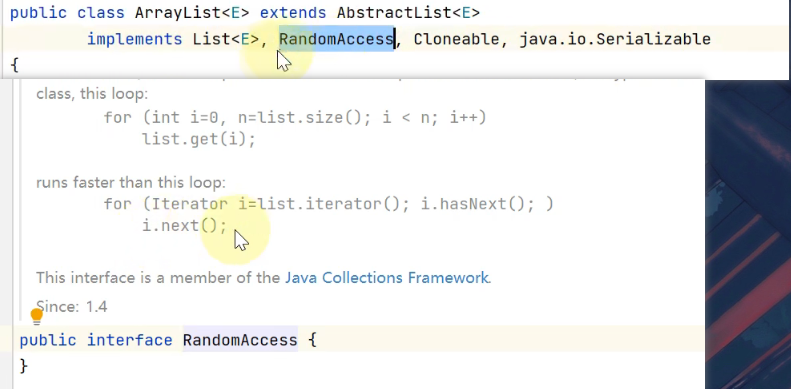 public class ArrayList<E> extends AbstractList<E>
implements List<E>, RandomAccess, Cloneable, java.io.Serializable
{
class, this loop:
for (int i=0, n=list.size(); i < n; i++)
list.get(i);
runs faster than this loop:
for (Iterator i=list.iterator(); i.hasNext(); )
i.next();
This interface is a member of the Java Collections Framework.
Since: 1.4
public interface RandomAccess {
}